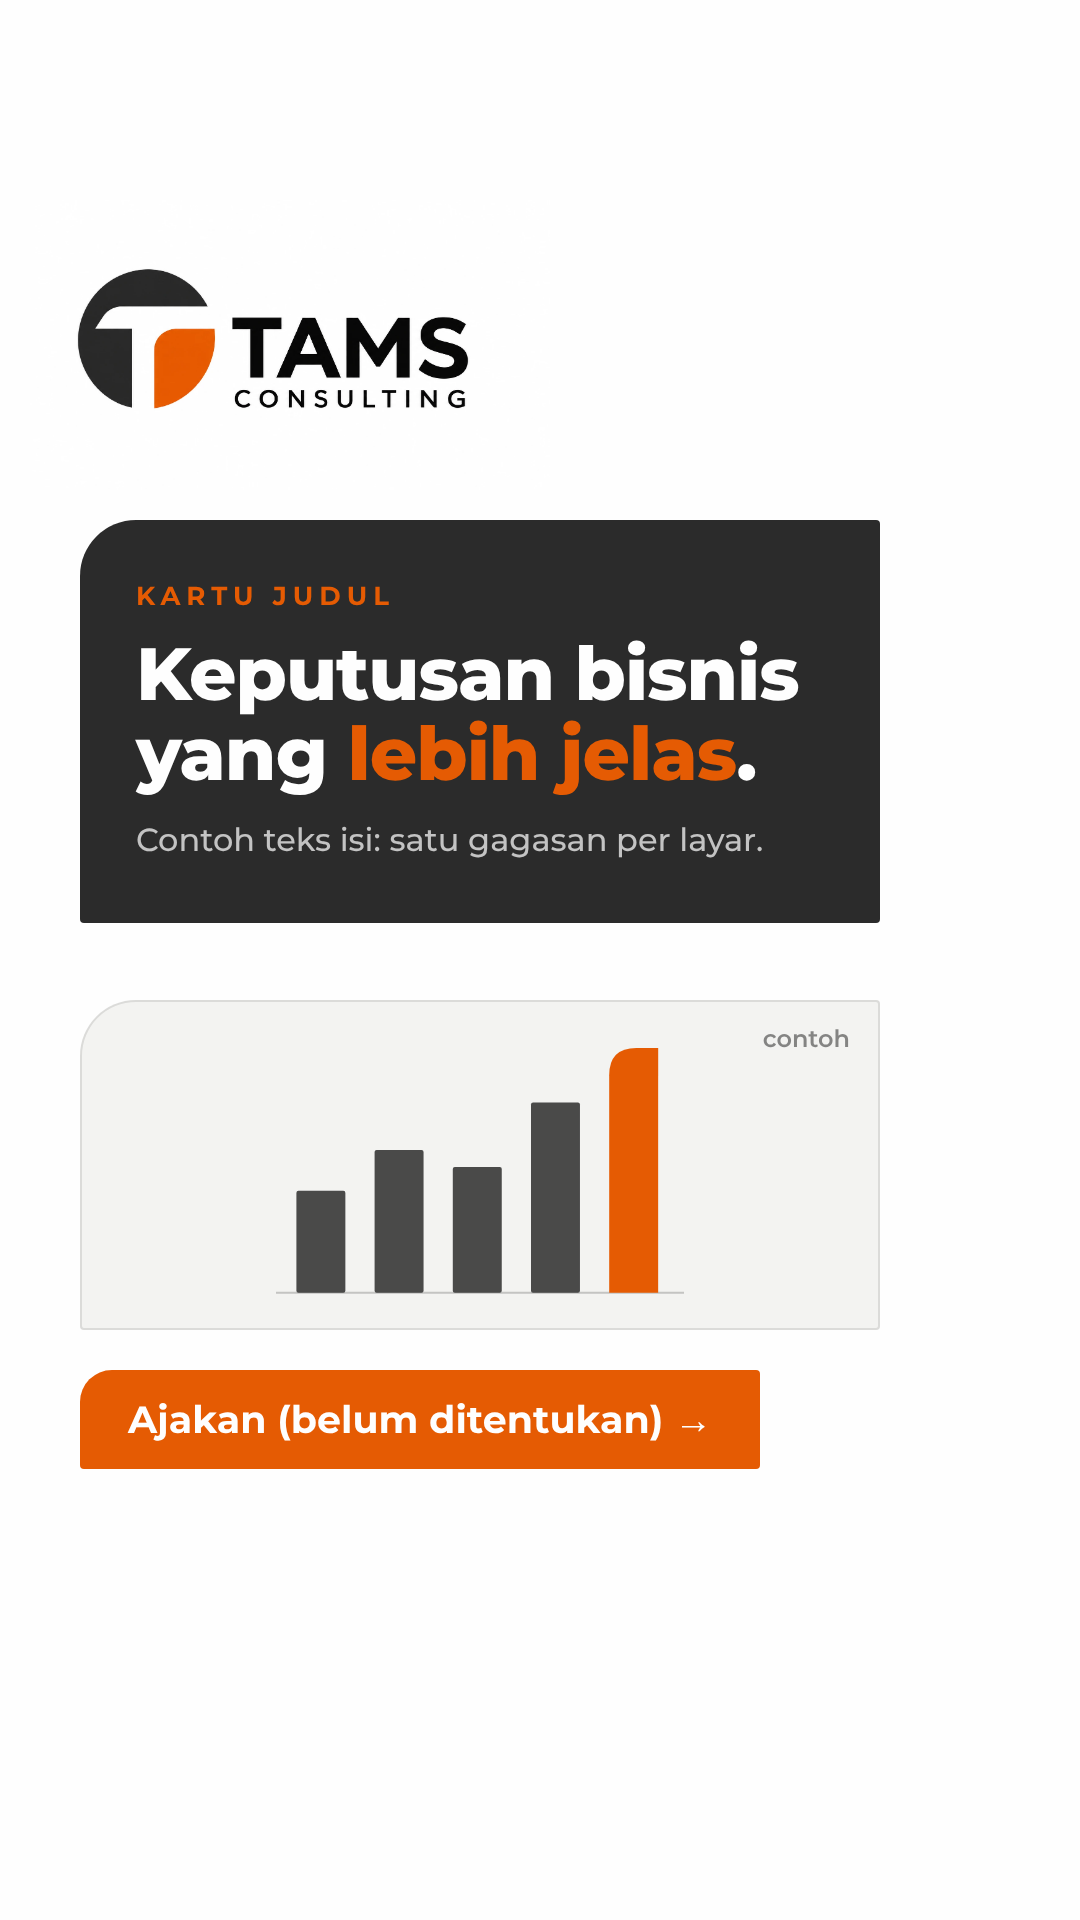 TAMS
CONSULTING
KARTU JUDUL
Keputusan bisnis
yang lebih jelas.
Contoh teks isi: satu gagasan per layar.
contoh
Ajakan (belum ditentukan) →